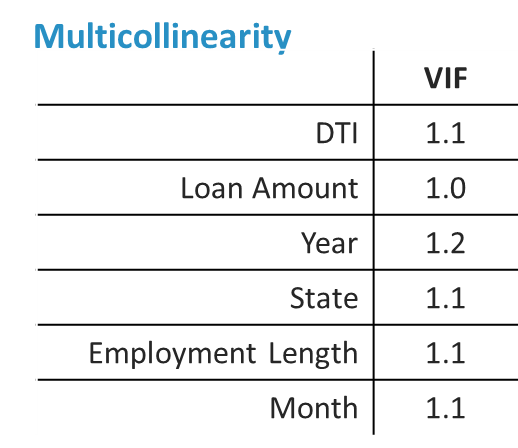 Multicollinearity
VIF
DTI 1.1
Loan Amount 1.0
Year 1.2
State 1.1
Employment Length 1.1
Month 1.1